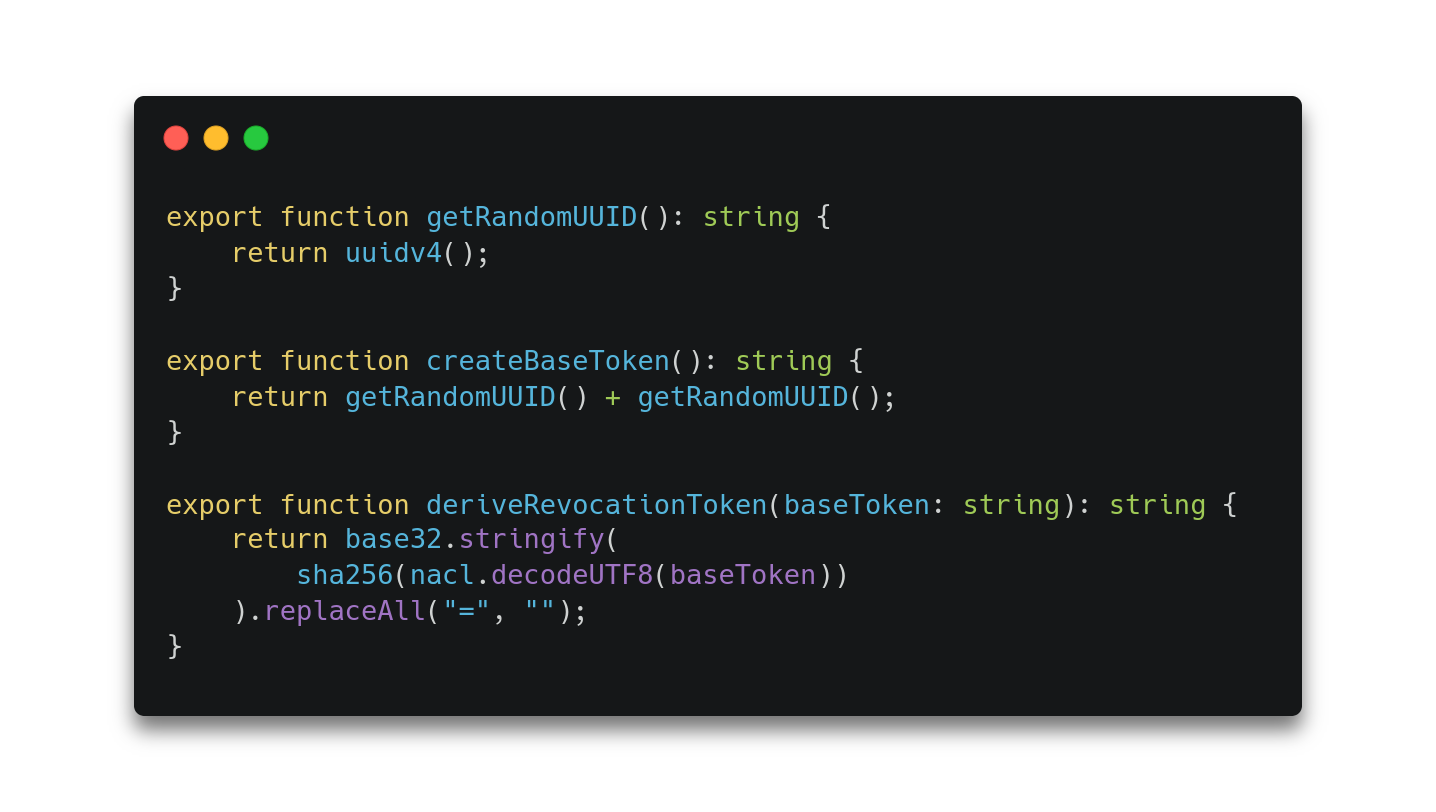 export function getRandomUUID(): string {
    return uuidv4();
}

export function createBaseToken(): string {
    return getRandomUUID() + getRandomUUID();
}

export function deriveRevocationToken(baseToken: string): string {
    return base32.stringify(
        sha256(nacl.decodeUTF8(baseToken))
    ).replaceAll("=", "");
}